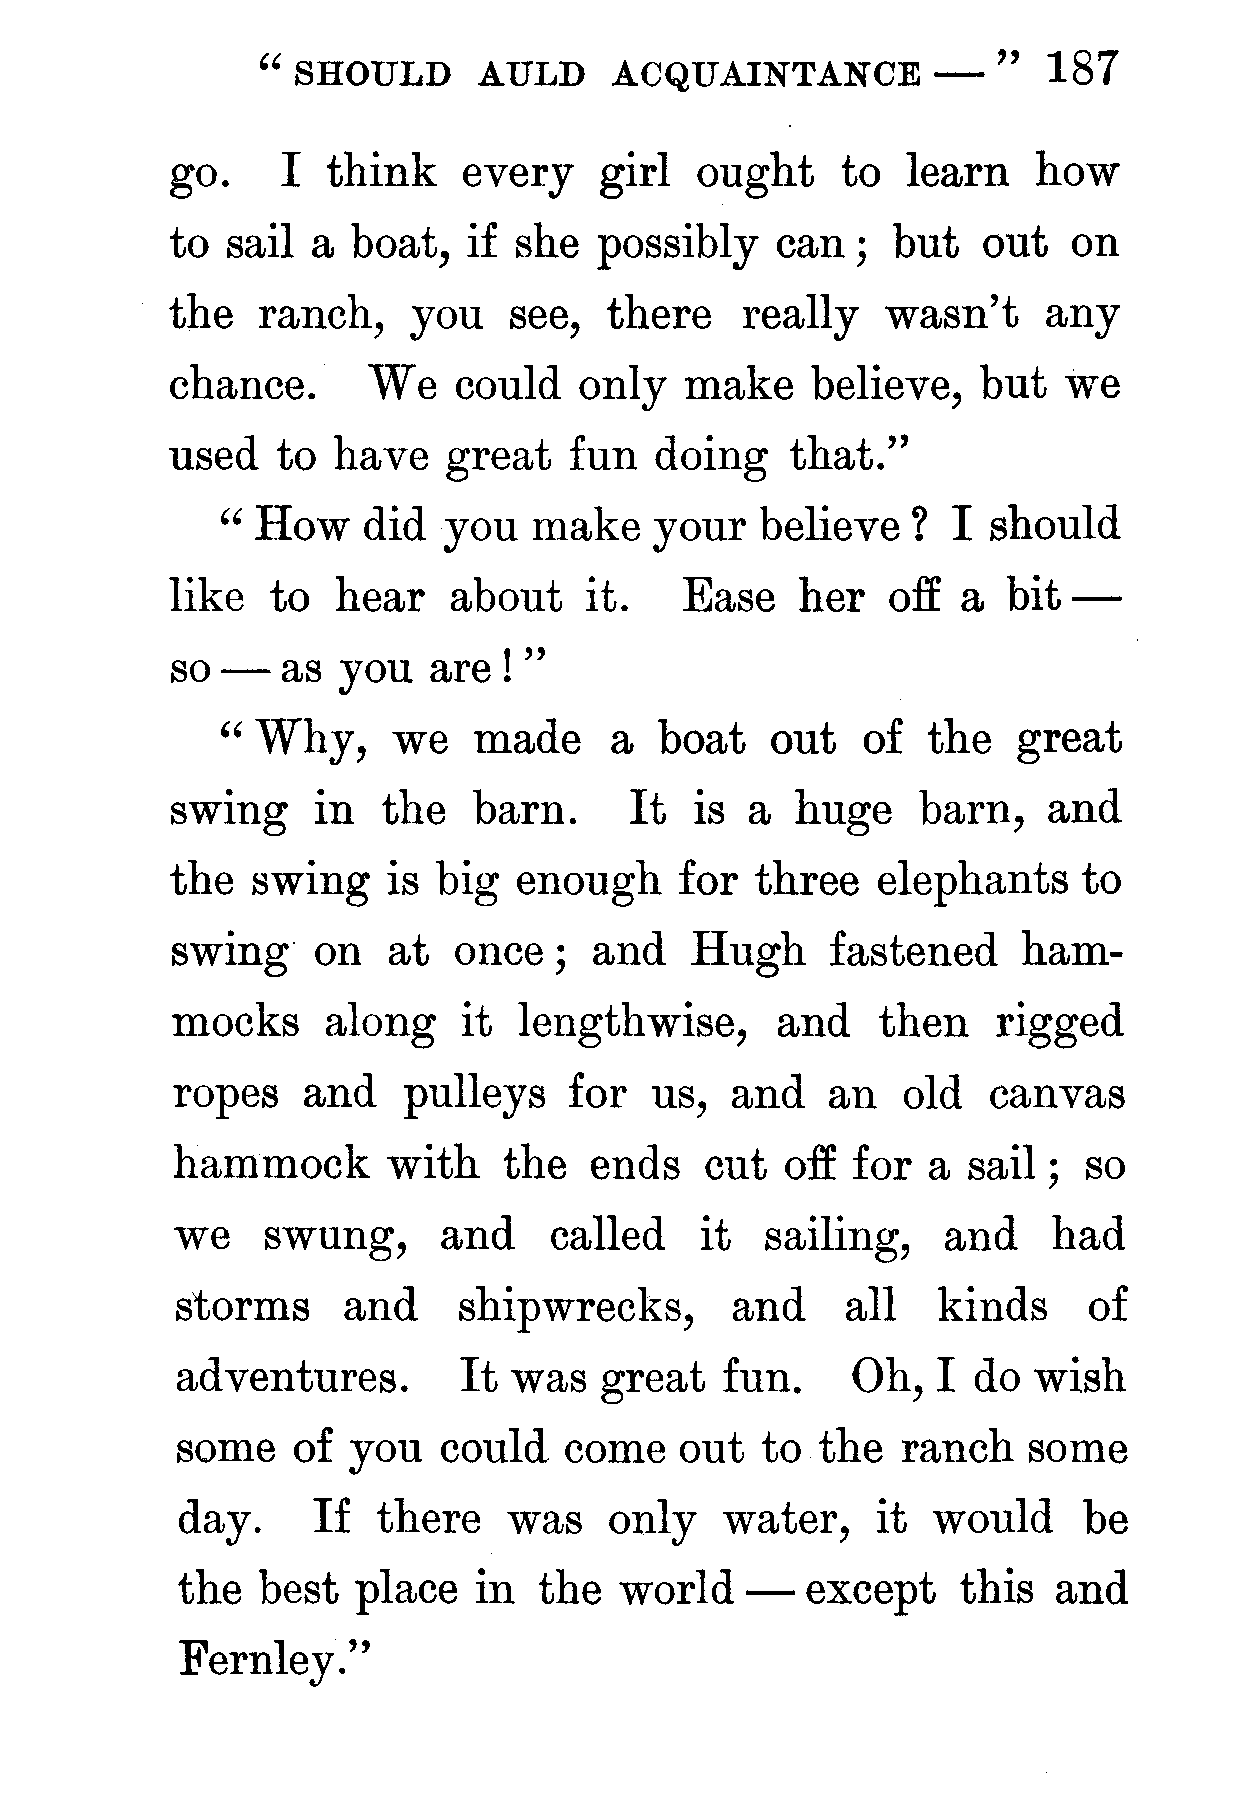 “ SHOULD AULD ACQUAINTANCE — ” 187
go. I think every girl ought to learn how
to sail a boat, if she possibly can ; but out on
the ranch, you see, there really wasn’t any
chance. We could only make believe, but we
used to have great fun doing that.”
“ How did you make your believe ? I should
like to hear about it. Ease her off a bit —
so — as you are ! ”
“ Why, we made a boat out of the great
swing in the barn. It is a huge barn, and
the swing is big enough for three elephants to
swing on at once ; and Hugh fastened ham-
mocks along it lengthwise, and then rigged
ropes and pulleys for us, and an old canvas
hammock with the ends cut off for a sail ; so
we swung, and called it sailing, and had
storms and shipwrecks, and all kinds of
adventures. It was great fun. Oh, I do wish
some of you could come out to the ranch some
day. If there was only water, it would be
the best place in the world — except this and
Fernley.”